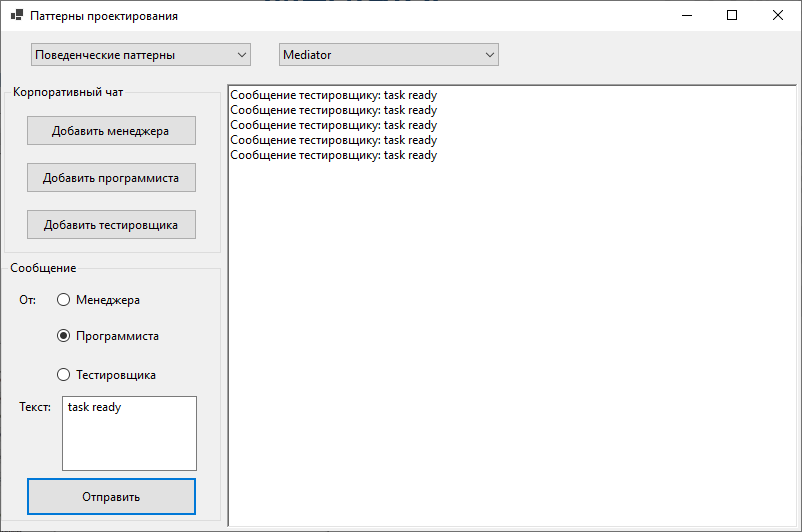 Паттерны проектирования
Поведенческие паттерны
Mediator
Корпоративный чат
Добавить менеджера
Добавить программиста
Добавить тестировщика
Сообщение
От:
Менеджера
Программиста
Тестировщика
Текст:
task ready
Отправить
Сообщение тестировщику: task ready
Сообщение тестировщику: task ready
Сообщение тестировщику: task ready
Сообщение тестировщику: task ready
Сообщение тестировщику: task ready